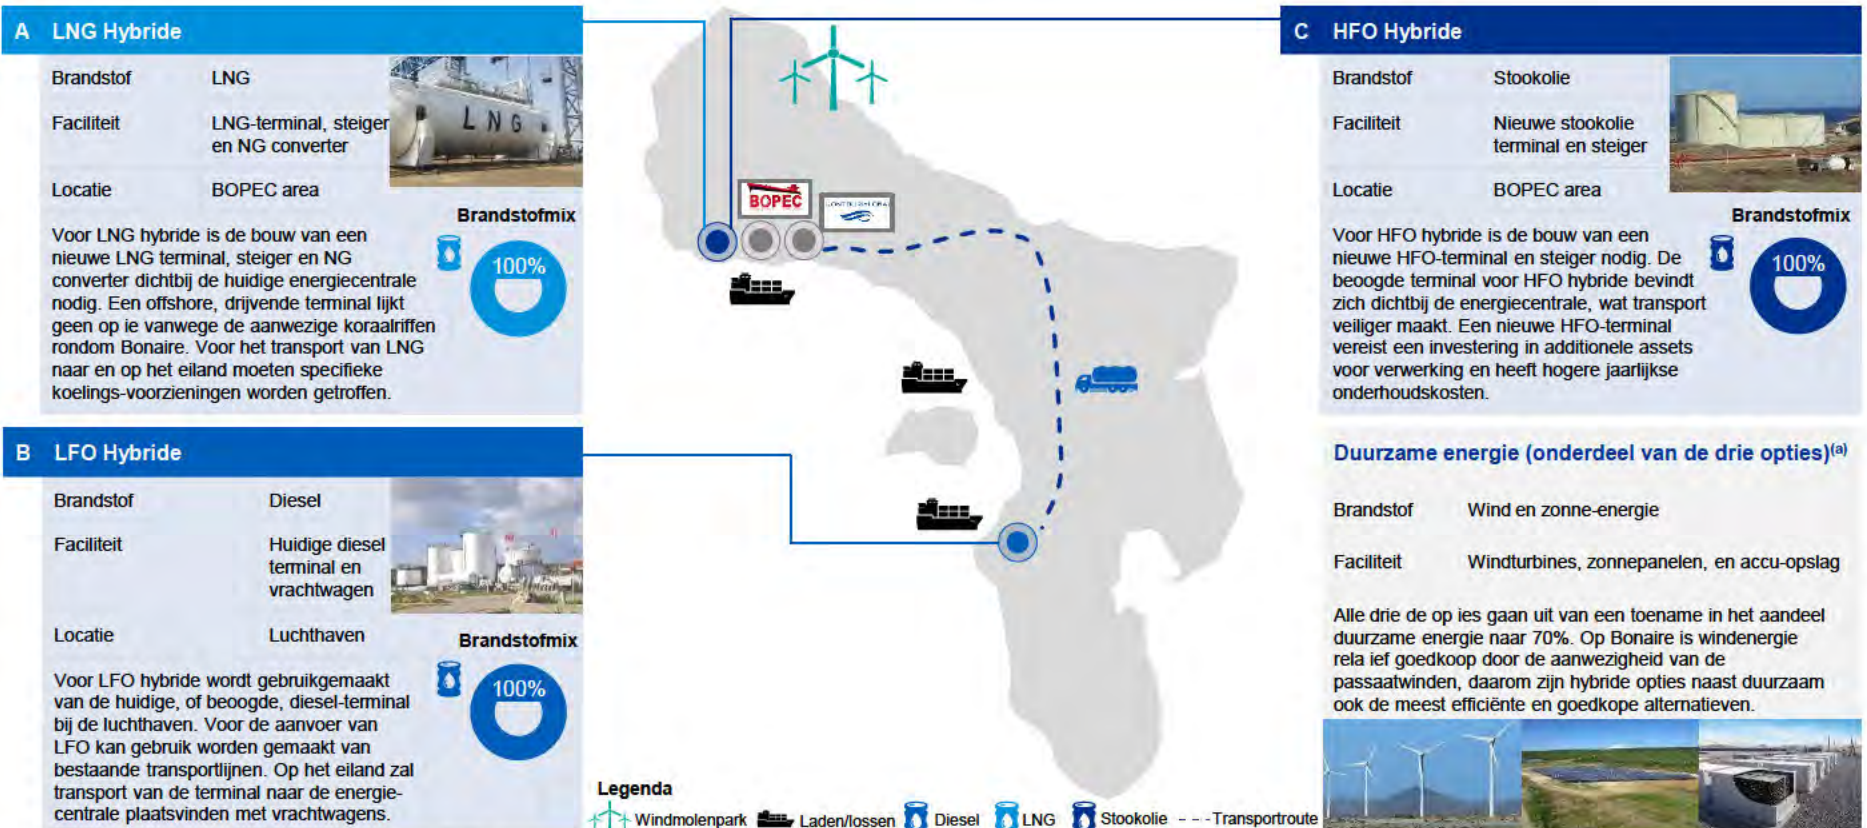 A LNG Hybride
Brandstof LNG
Faciliteit LNG-terminal, steiger
en NG converter
Locatie BOPEC area
Brandstofmix
100%
Voor LNG hybride is de bouw van een
nieuwe LNG terminal, steiger en NG
converter dichtbij de huidige energiecentrale
nodig. Een offshore, drijvende terminal lijkt
geen op ie vanwege de aanwezige koraalriffen
rondom Bonaire. Voor het transport van LNG
naar en op het eiland moeten specifieke
koelings-voorzieningen worden getroffen.
LNG
B LFO Hybride
Brandstof Diesel
Faciliteit Huidige diesel
terminal en
vrachtwagen
Locatie Luchthaven
Brandstofmix
100%
Voor LFO hybride wordt gebruikgemaakt
van de huidige, of beoogde, diesel-terminal
bij de luchthaven. Voor de aanvoer van
LFO kan gebruik worden gemaakt van
bestaande transportlijnen. Op het eiland zal
transport van de terminal naar de energie-
centrale plaatsvinden met vrachtwagens.
BOPEC
Legenda
Windmolenpark Laden/lossen Diesel LNG Stookolie - - -Transportroute
C HFO Hybride
Brandstof Stookolie
Faciliteit Nieuwe stookolie
terminal en steiger
Locatie BOPEC area
Brandstofmix
100%
Voor HFO hybride is de bouw van een
nieuwe HFO-terminal en steiger nodig. De
beoogde terminal voor HFO hybride bevindt
zich dichtbij de energiecentrale, wat transport
veiliger maakt. Een nieuwe HFO-terminal
vereist een investering in additionele assets
voor verwerking en heeft hogere jaarlijkse
onderhoudskosten.
Duurzame energie (onderdeel van de drie opties)(a)
Brandstof Wind en zonne-energie
Faciliteit Windturbines, zonnepanelen, en accu-opslag
Alle drie de op ies gaan uit van een toename in het aandeel
duurzame energie naar 70%. Op Bonaire is windenergie
rela ief goedkoop door de aanwezigheid van de
passaatwinden, daarom zijn hybride opties naast duurzaam
ook de meest efficiënte en goedkope alternatieven.